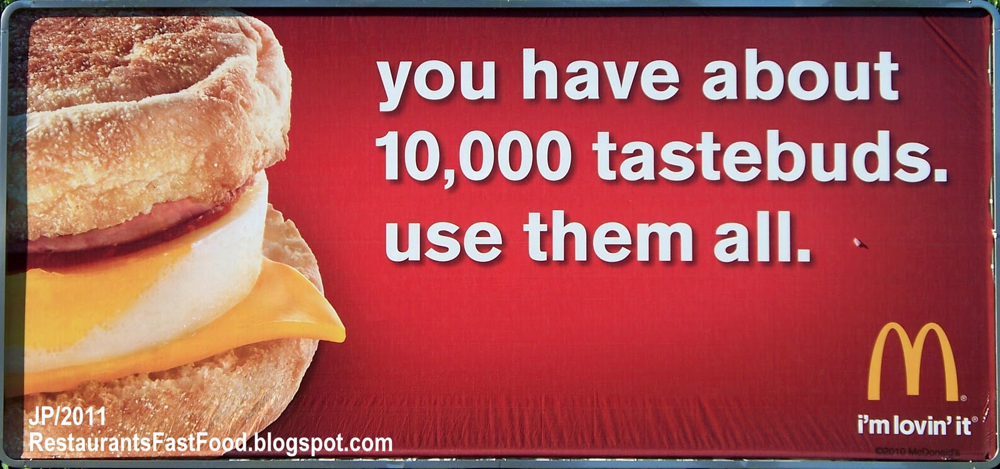 you have about
10,000 tastebuds.
use them all.
i'm lovin' it®
©2010 McDonald's
JP/2011
RestaurantsFastFood.blogspot.com